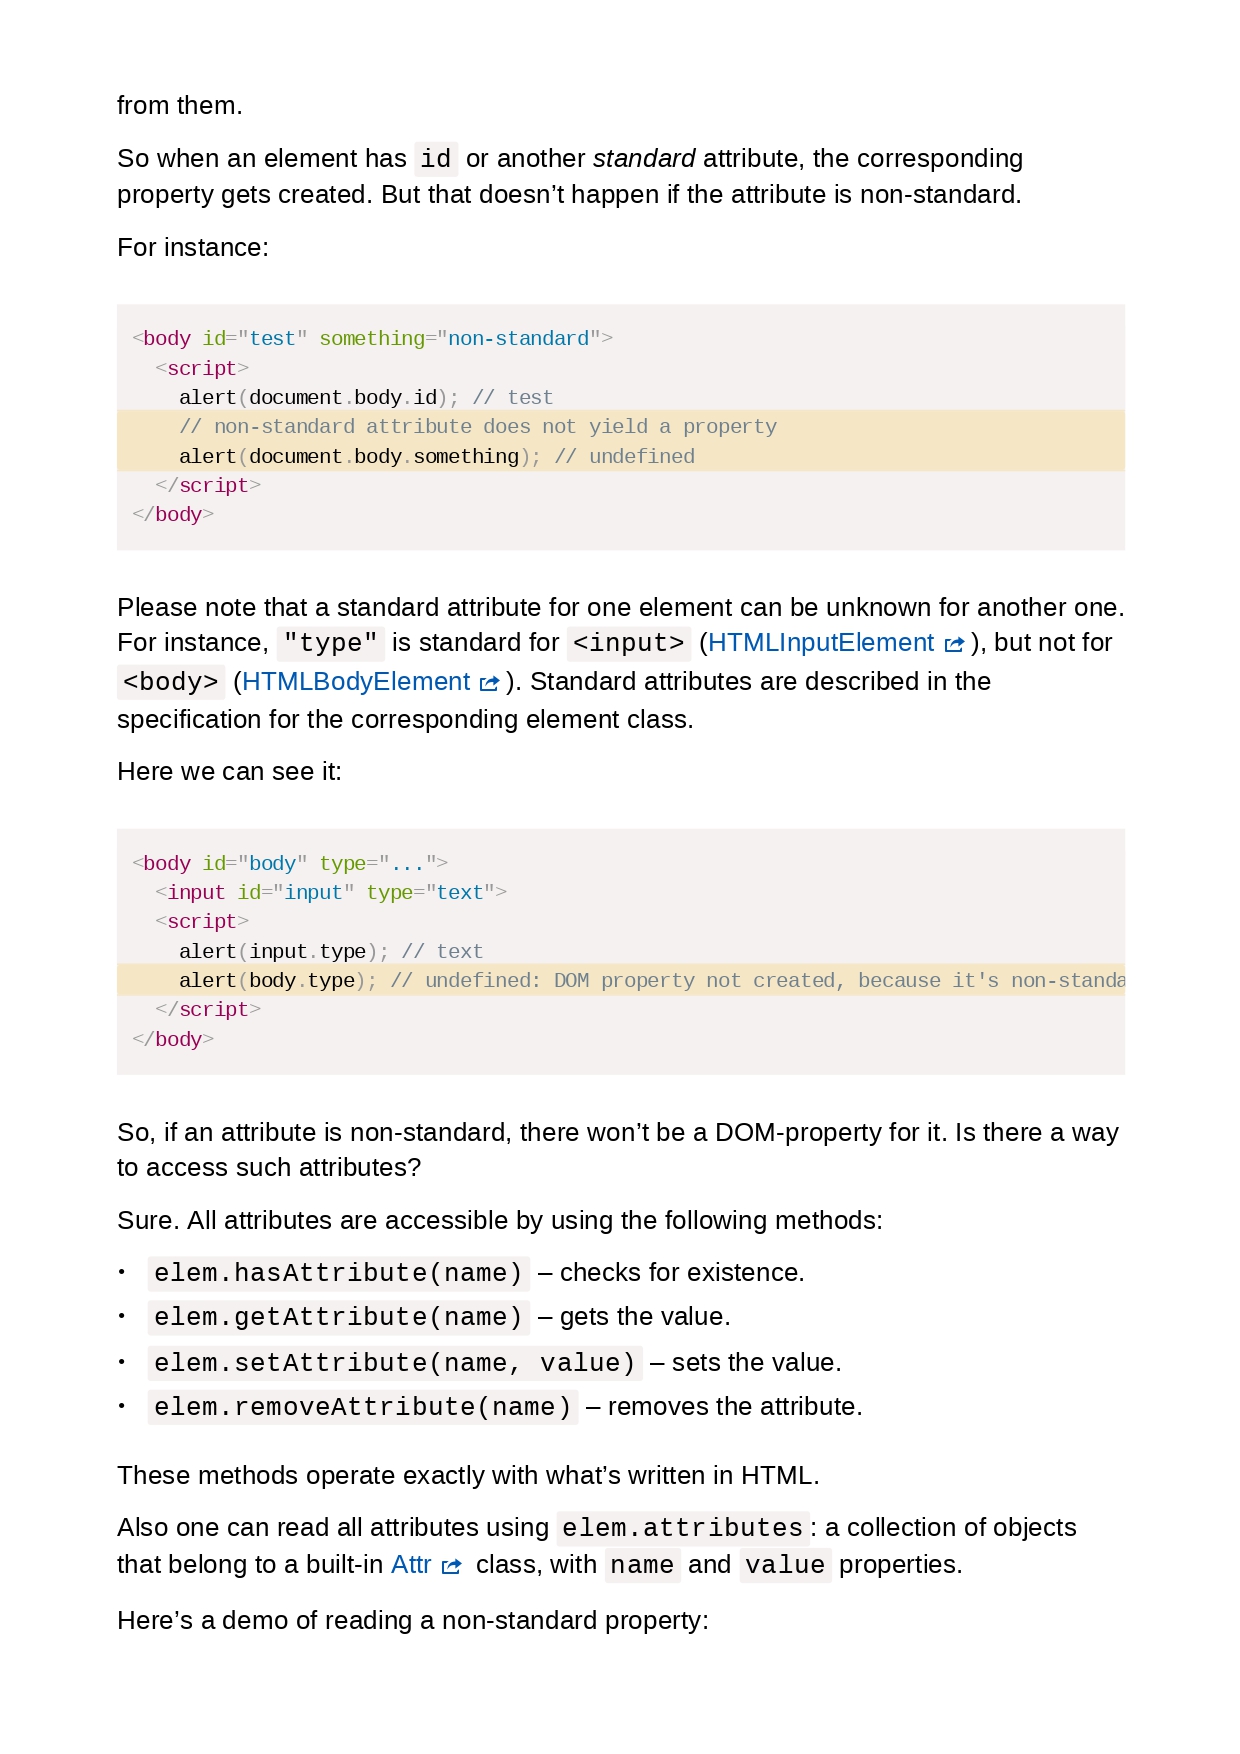 from them.
So when an element has id or another standard attribute, the corresponding
property gets created. But that doesn’t happen if the attribute is non-standard.
For instance:
<body id="test" something="non-standard">
  <script>
    alert(document.body.id); // test
    // non-standard attribute does not yield a property
    alert(document.body.something); // undefined
  </script>
</body>
Please note that a standard attribute for one element can be unknown for another one.
For instance, "type" is standard for <input> (HTMLInputElement ), but not for
<body> (HTMLBodyElement ). Standard attributes are described in the
specification for the corresponding element class.
Here we can see it:
<body id="body" type="...">
  <input id="input" type="text">
  <script>
    alert(input.type); // text
    alert(body.type); // undefined: DOM property not created, because it's non-standa
  </script>
</body>
So, if an attribute is non-standard, there won’t be a DOM-property for it. Is there a way
to access such attributes?
Sure. All attributes are accessible by using the following methods:
• elem.hasAttribute(name) – checks for existence.
• elem.getAttribute(name) – gets the value.
• elem.setAttribute(name, value) – sets the value.
• elem.removeAttribute(name) – removes the attribute.
These methods operate exactly with what’s written in HTML.
Also one can read all attributes using elem.attributes: a collection of objects
that belong to a built-in Attr class, with name and value properties.
Here’s a demo of reading a non-standard property: